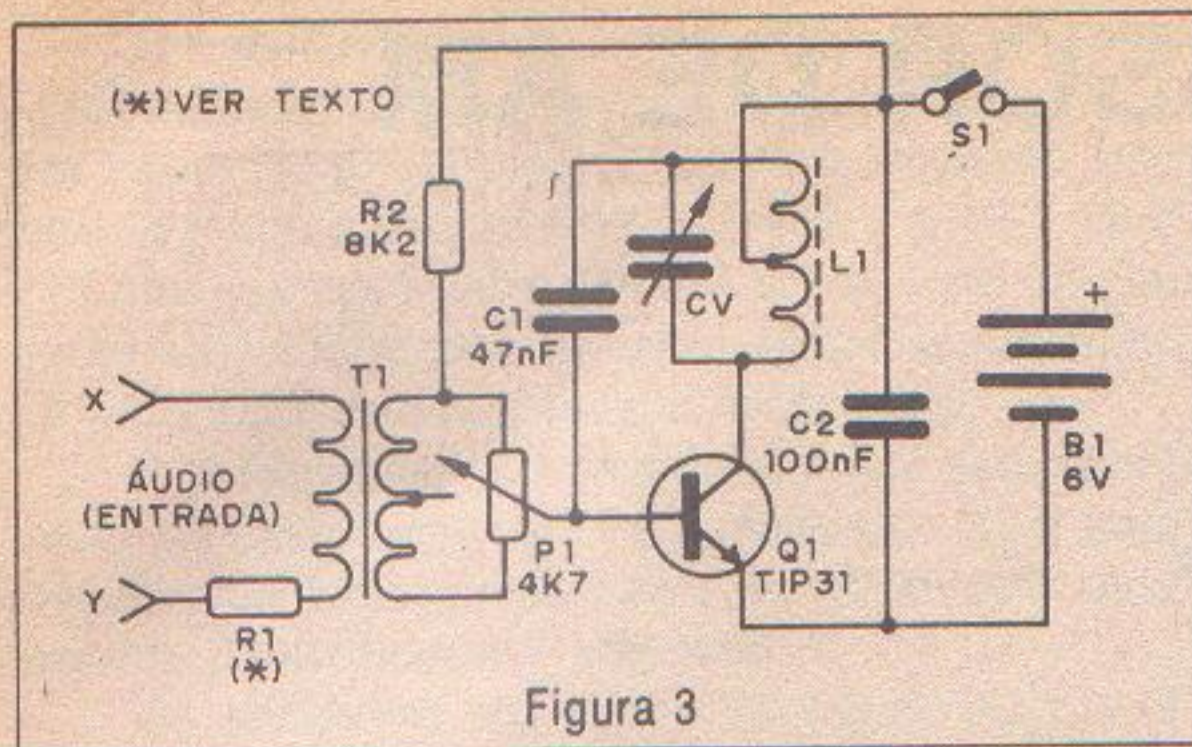 (*) VER TEXTO
S1
R2
8K2
L1
CV
C1
47nF
+
T1
X
C2
100nF
B1
6V
ÁUDIO
(ENTRADA)
P1
4K7
Q1
TIP31
Y
R1
(*)
Figura 3